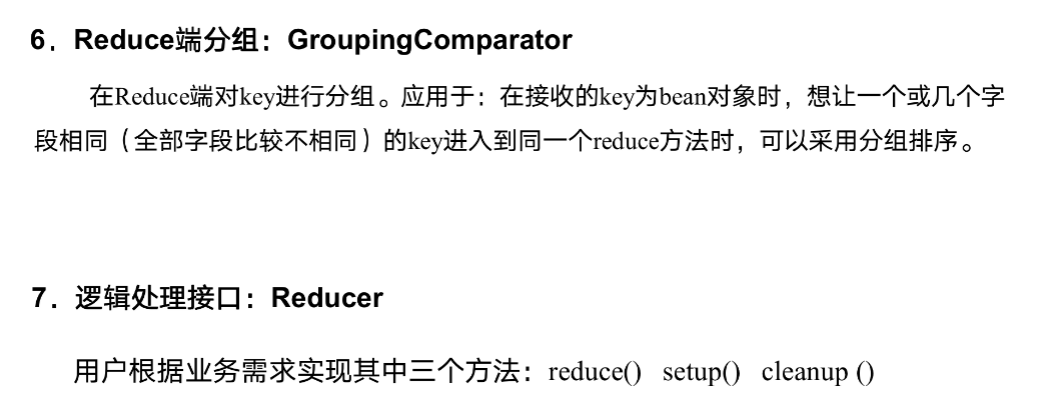 6．Reduce端分组：GroupingComparator
在Reduce端对key进行分组。应用于：在接收的key为bean对象时，想让一个或几个字
段相同（全部字段比较不相同）的key进入到同一个reduce方法时，可以采用分组排序。
7．逻辑处理接口：Reducer
用户根据业务需求实现其中三个方法：reduce() setup() cleanup ()